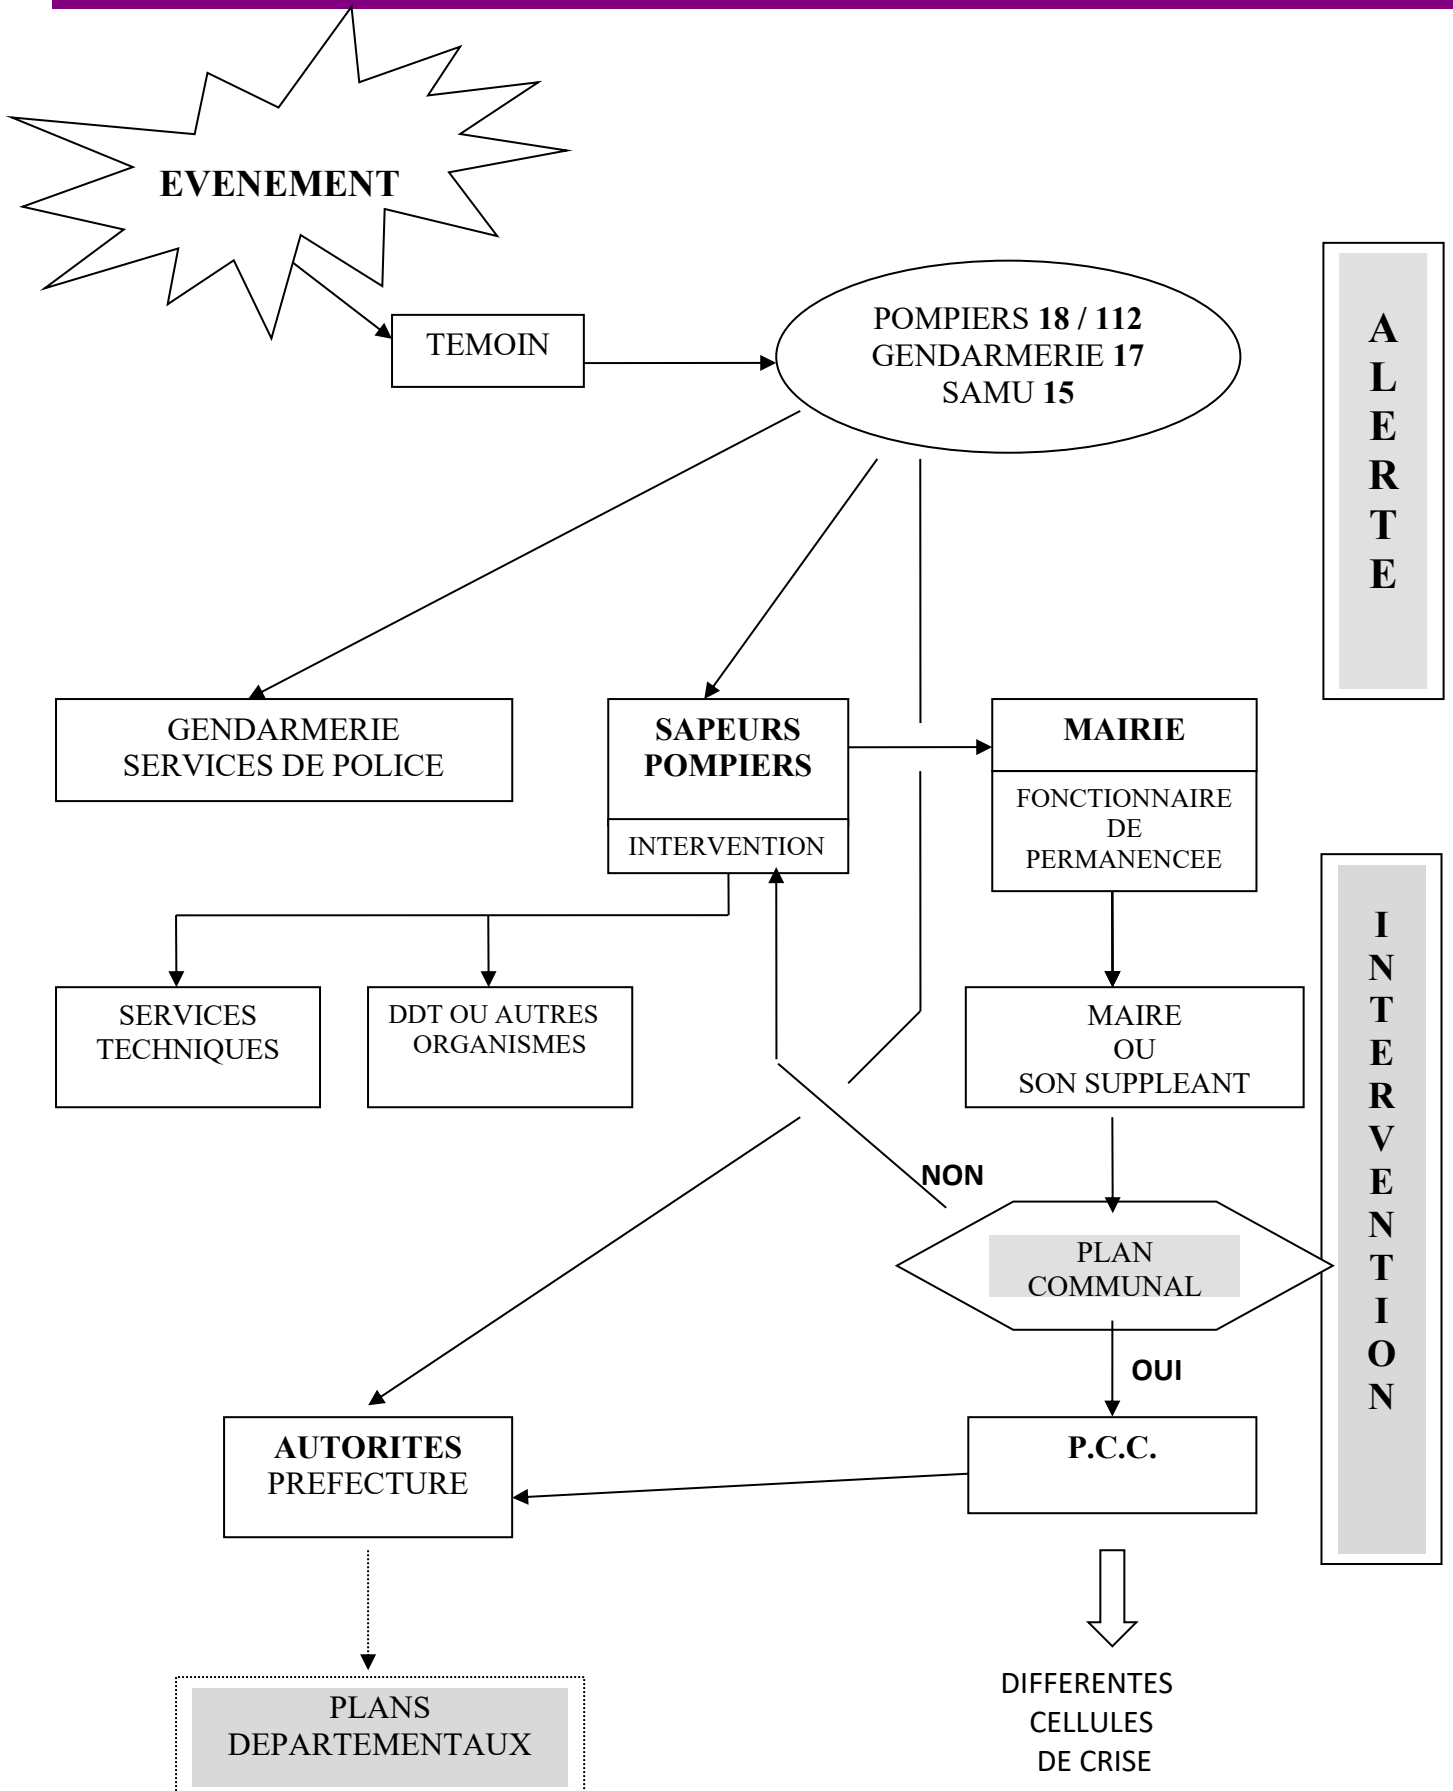 EVENEMENT
TEMOIN
POMPIERS 18 / 112
GENDARMERIE 17
SAMU 15
A
L
E
R
T
E
GENDARMERIE
SERVICES DE POLICE
SAPEURS
POMPIERS
INTERVENTION
MAIRIE
FONCTIONNAIRE
DE
PERMANENCEE
SERVICES
TECHNIQUES
DDT OU AUTRES
ORGANISMES
MAIRE
OU
SON SUPPLEANT
I
N
T
E
R
V
E
N
T
I
O
N
NON
PLAN
COMMUNAL
OUI
AUTORITES
PREFECTURE
P.C.C.
PLANS
DEPARTEMENTAUX
DIFFERENTES
CELLULES
DE CRISE